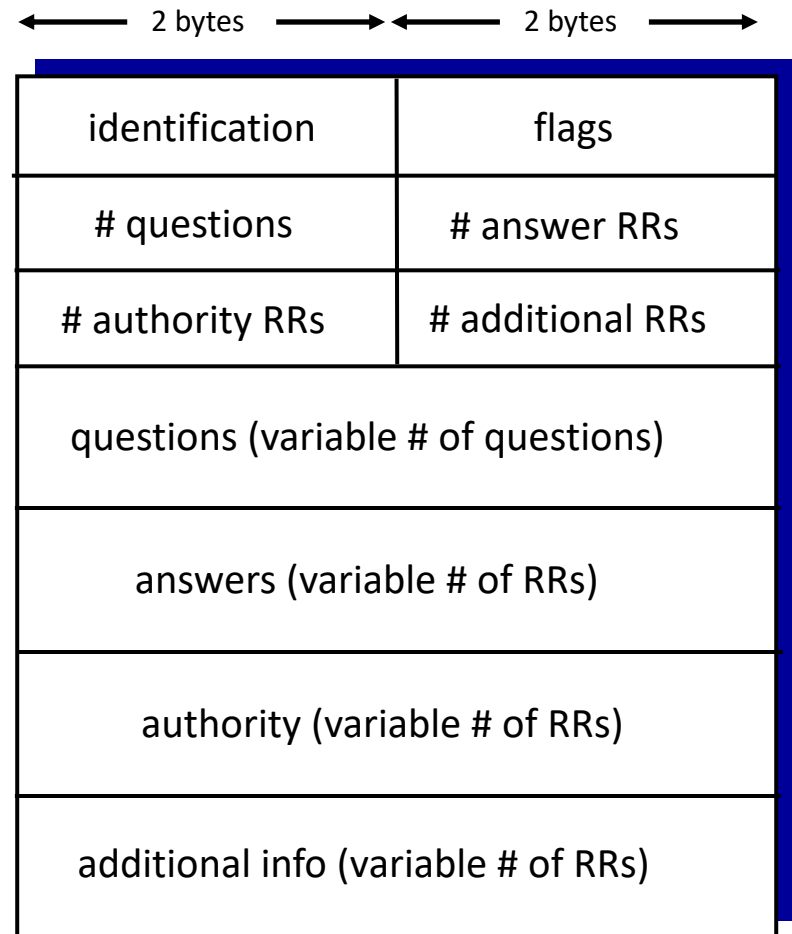 2 bytes 2 bytes
identification flags
# questions # answer RRs
# authority RRs # additional RRs
questions (variable # of questions)
answers (variable # of RRs)
authority (variable # of RRs)
additional info (variable # of RRs)